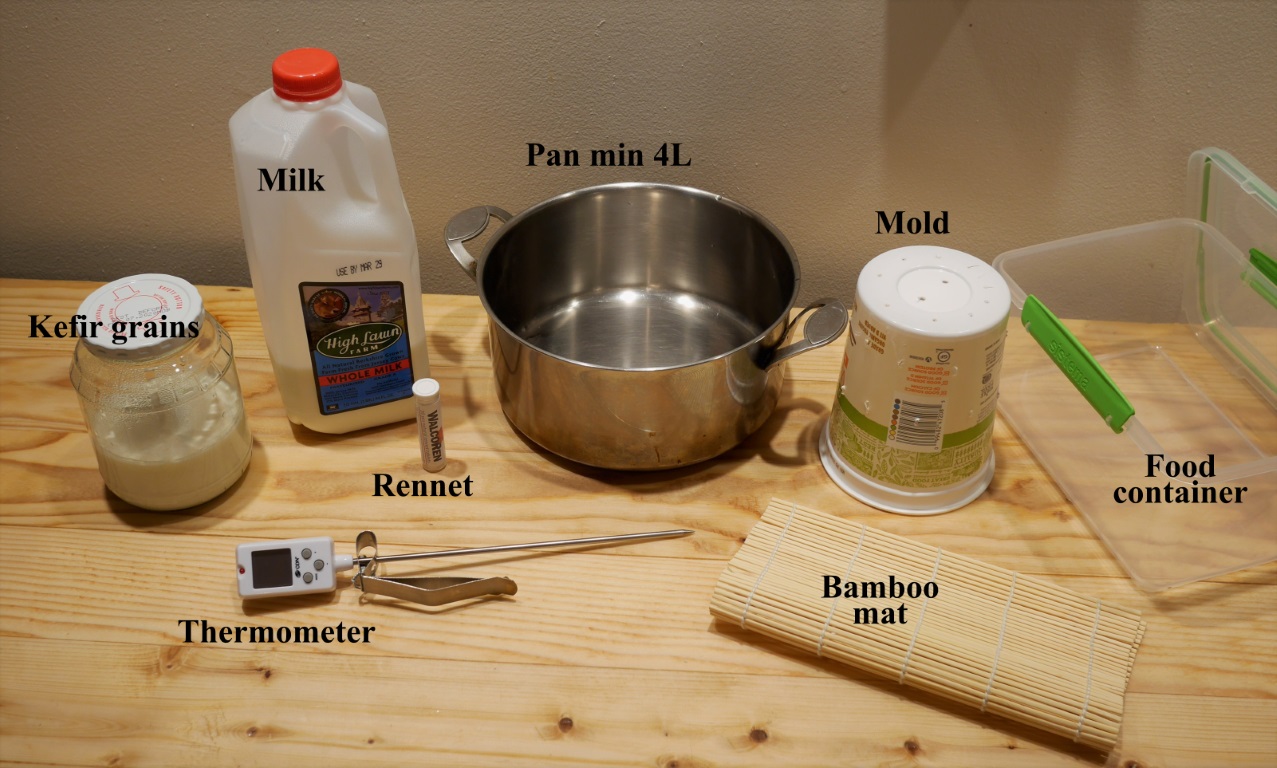 Pan min 4L
Milk
Mold
USE BY MAR 29
Kefir grains
High Lawn
FARM
WHOLE MILK
WALCOREN
sistema
Rennet
Food
container
Bamboo
mat
Thermometer